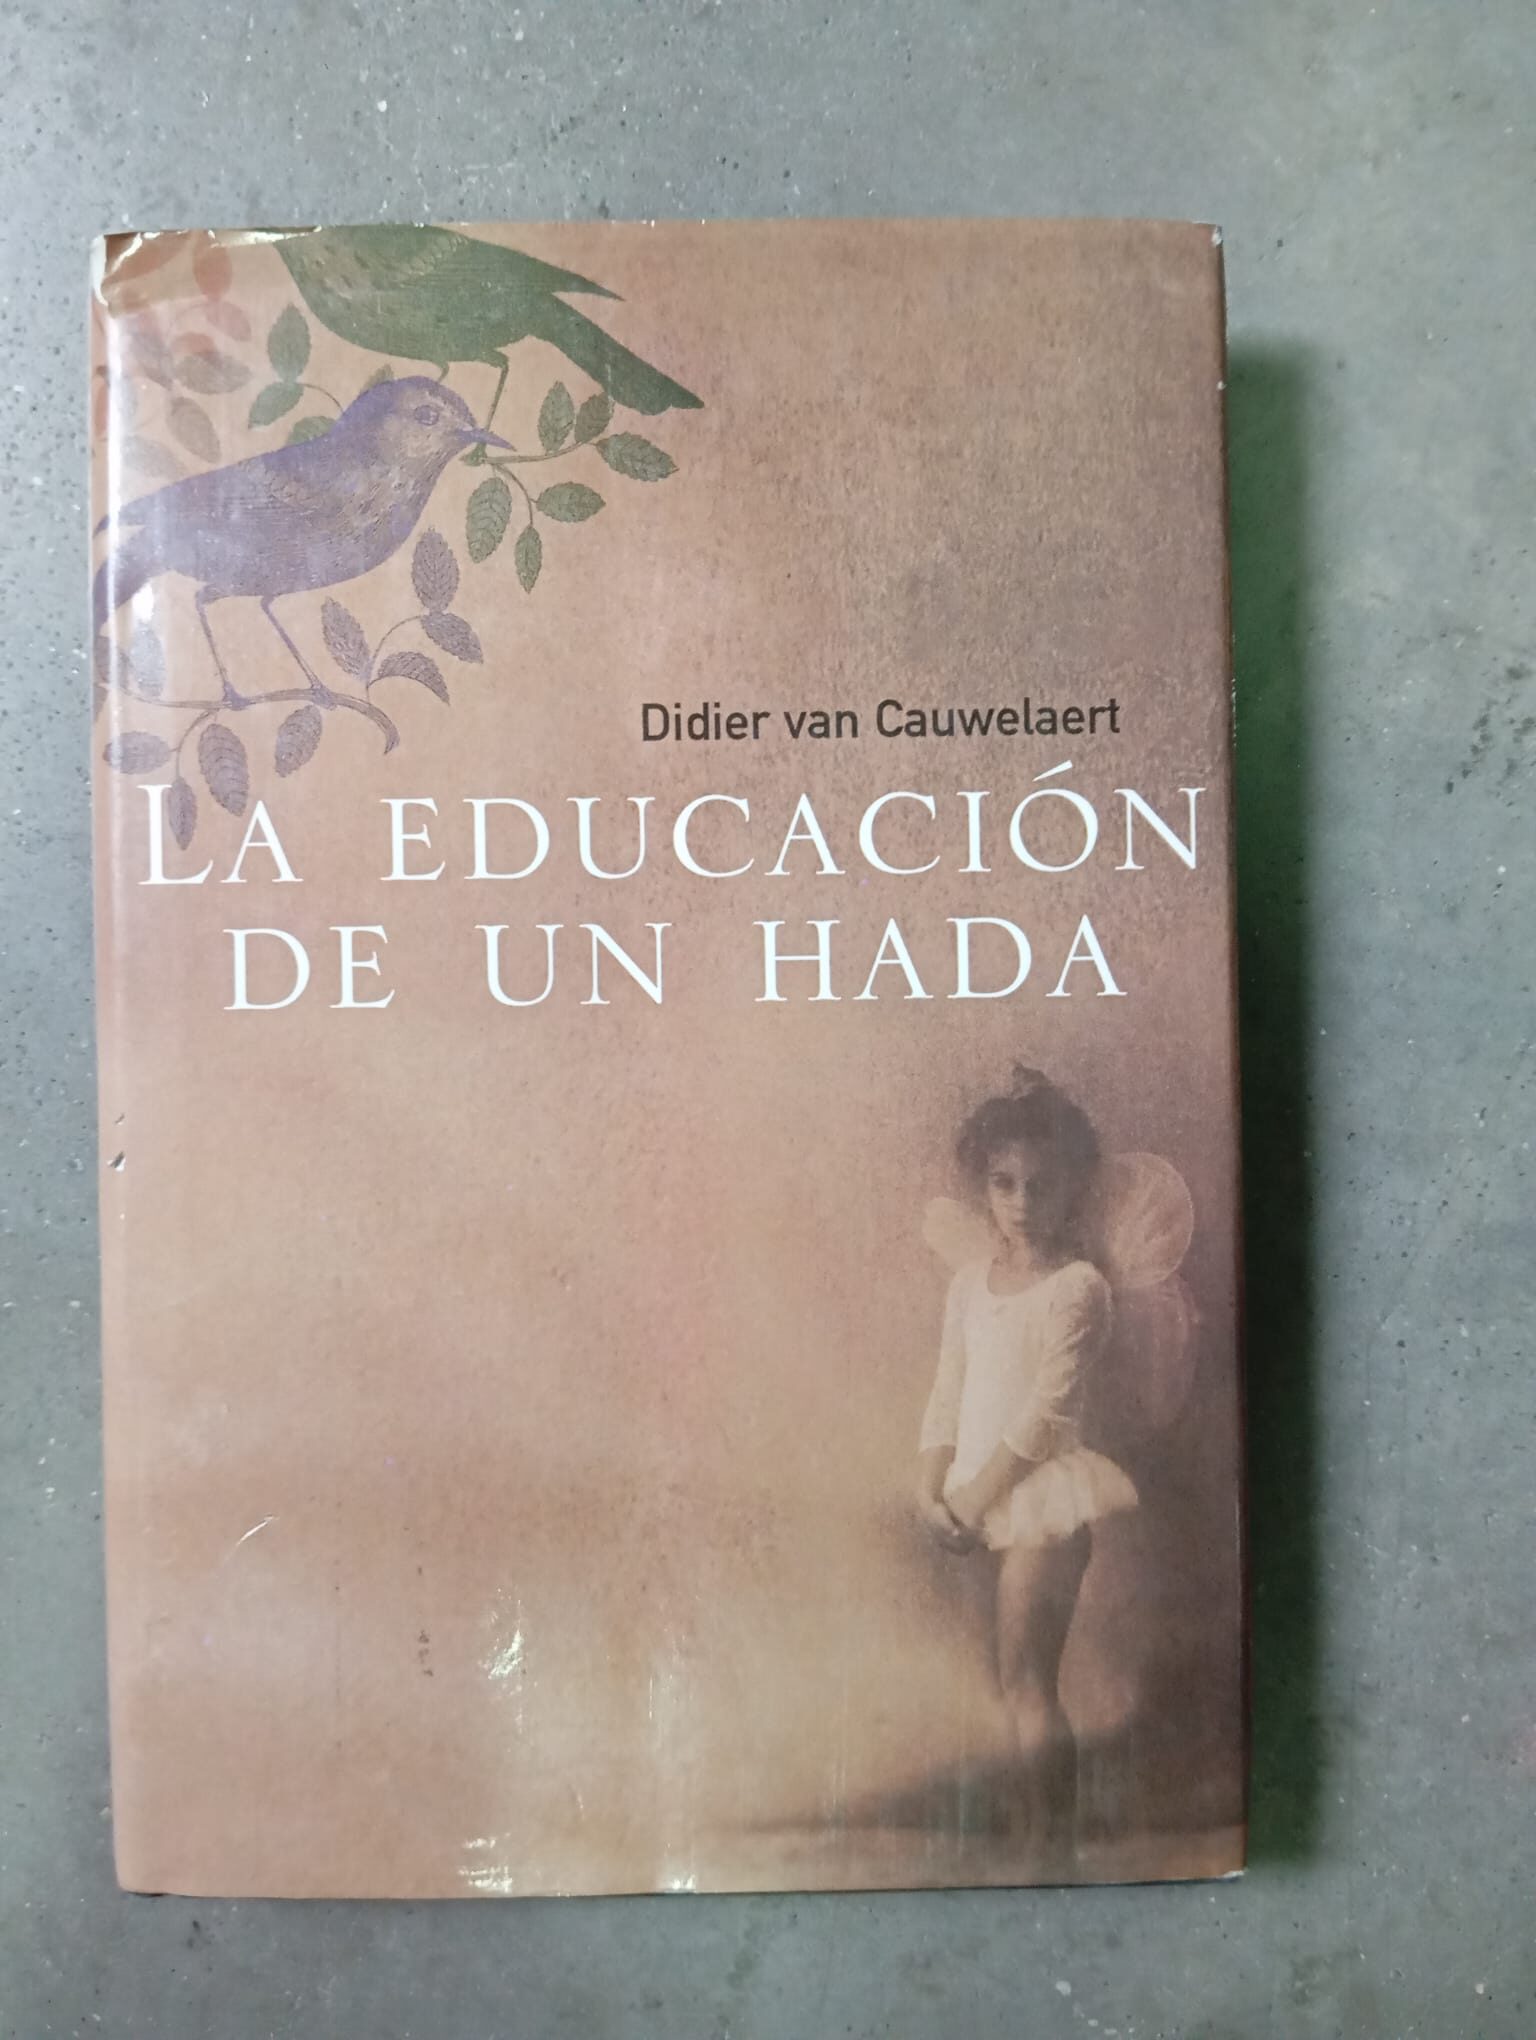 Didier van Cauwelaert
LA EDUCACIÓN
DE UN HADA